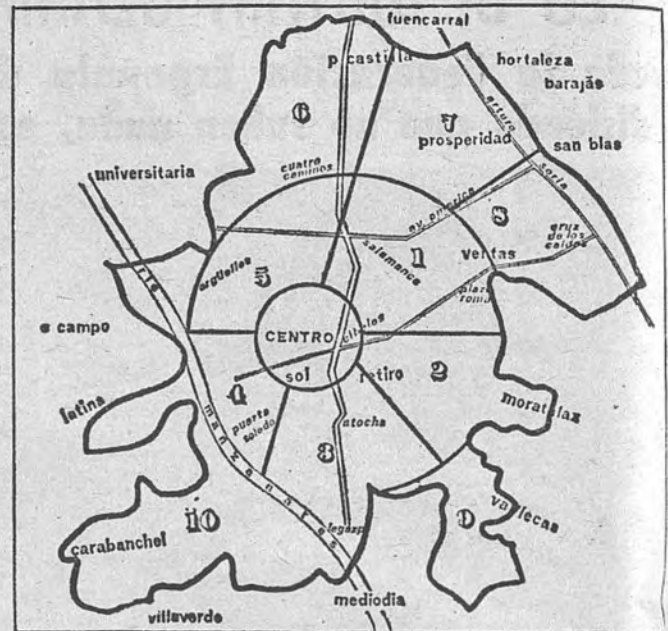 fuencarral
p castilla
hortaleza
barajas
6
7
arturo
prosperidad
soria
san blas
universitaria
cuatro
caminos
av. america
8
cruz
de los
caidos
salamanca
1
ventas
rio
argüelles
5
plaza
roma
e campo
CENTRO
cibeles
sol
retiro
2
4
latina
puerta
toledo
atocha
moratalaz
manzanares
3
vallecas
10
9
legazpi
carabanchel
mediodia
villaverde